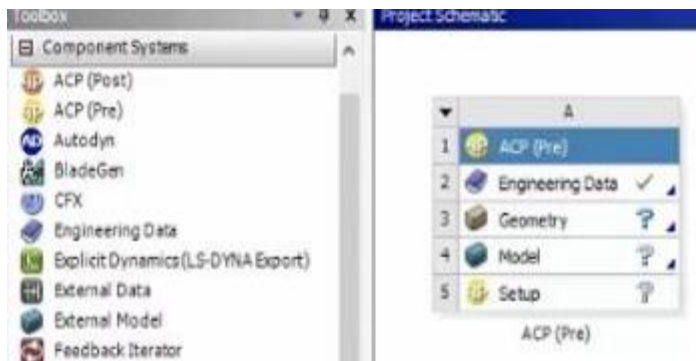 Toolbox
Project Schematic
Component Systems
ACP (Post)
ACP (Pre)
Autodyn
BladeGen
CFX
Engineering Data
Explicit Dynamics (LS-DYNA Export)
External Data
External Model
Feedback Iterator
A
1 ACP (Pre)
2 Engineering Data
3 Geometry
4 Model
5 Setup
ACP (Pre)